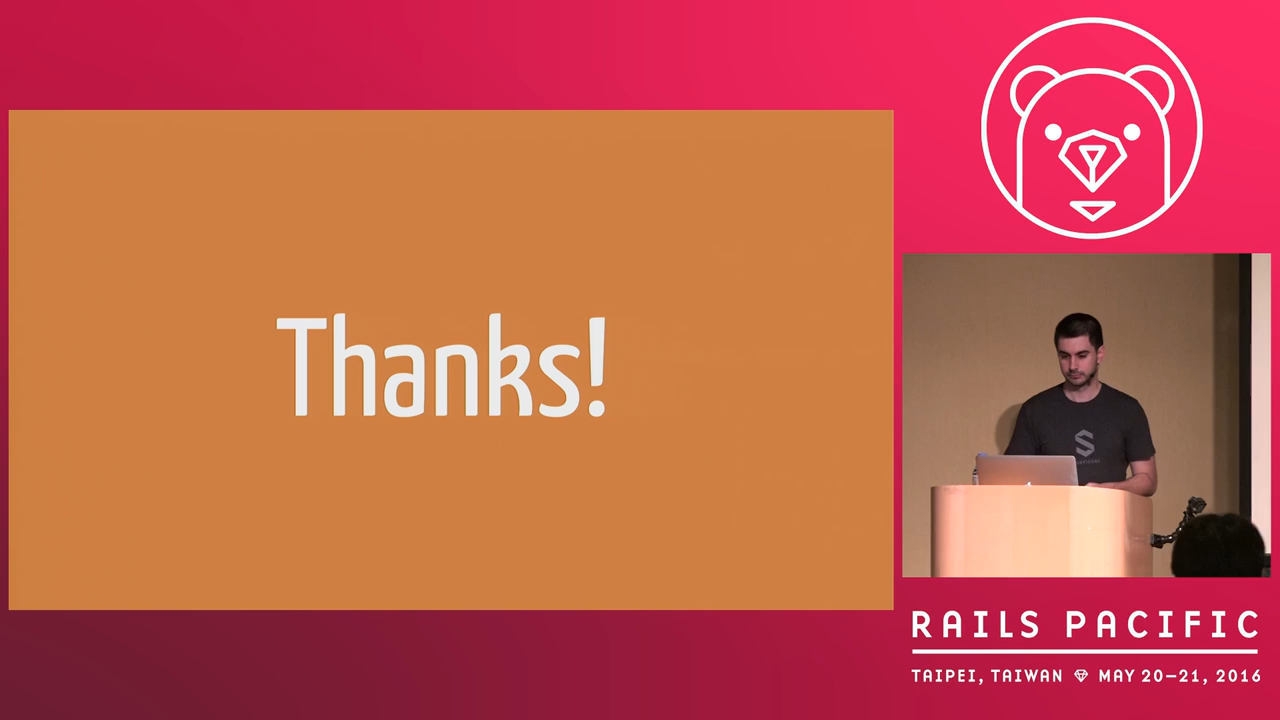 Thanks!
S
RAILS PACIFIC
TAIPEI, TAIWAN MAY 20–21, 2016